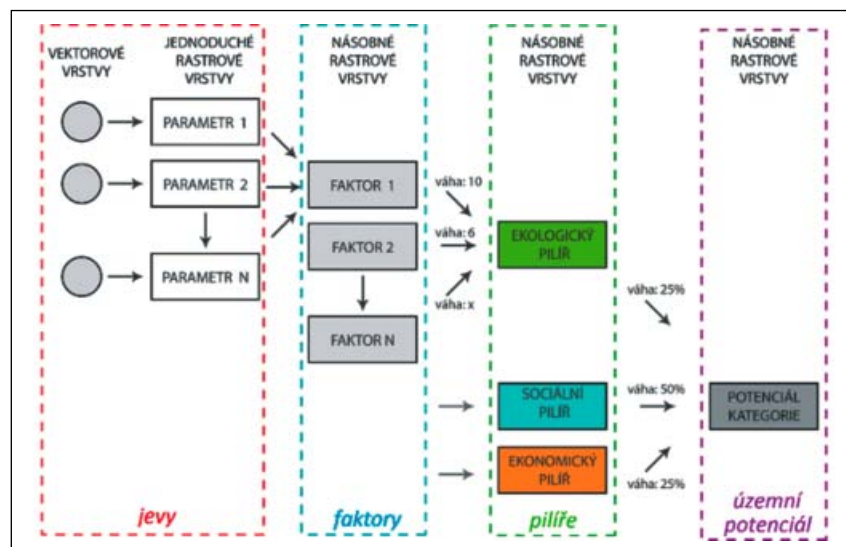 VEKTOROVÉ
VRSTVY
JEDNODUCHÉ
RASTROVÉ
VRSTVY
NÁSOBNÉ
RASTROVÉ
VRSTVY
NÁSOBNÉ
RASTROVÉ
VRSTVY
NÁSOBNÉ
RASTROVÉ
VRSTVY
PARAMETR 1
PARAMETR 2
PARAMETR N
FAKTOR 1
FAKTOR 2
FAKTOR N
váha: 10
váha: 6
váha: x
EKOLOGICKÝ
PILÍŘ
SOCIÁLNÍ
PILÍŘ
EKONOMICKÝ
PILÍŘ
váha: 25%
váha: 50%
váha: 25%
POTENCIÁL
KATEGORIE
jevy
faktory
pilíře
územní
potenciál